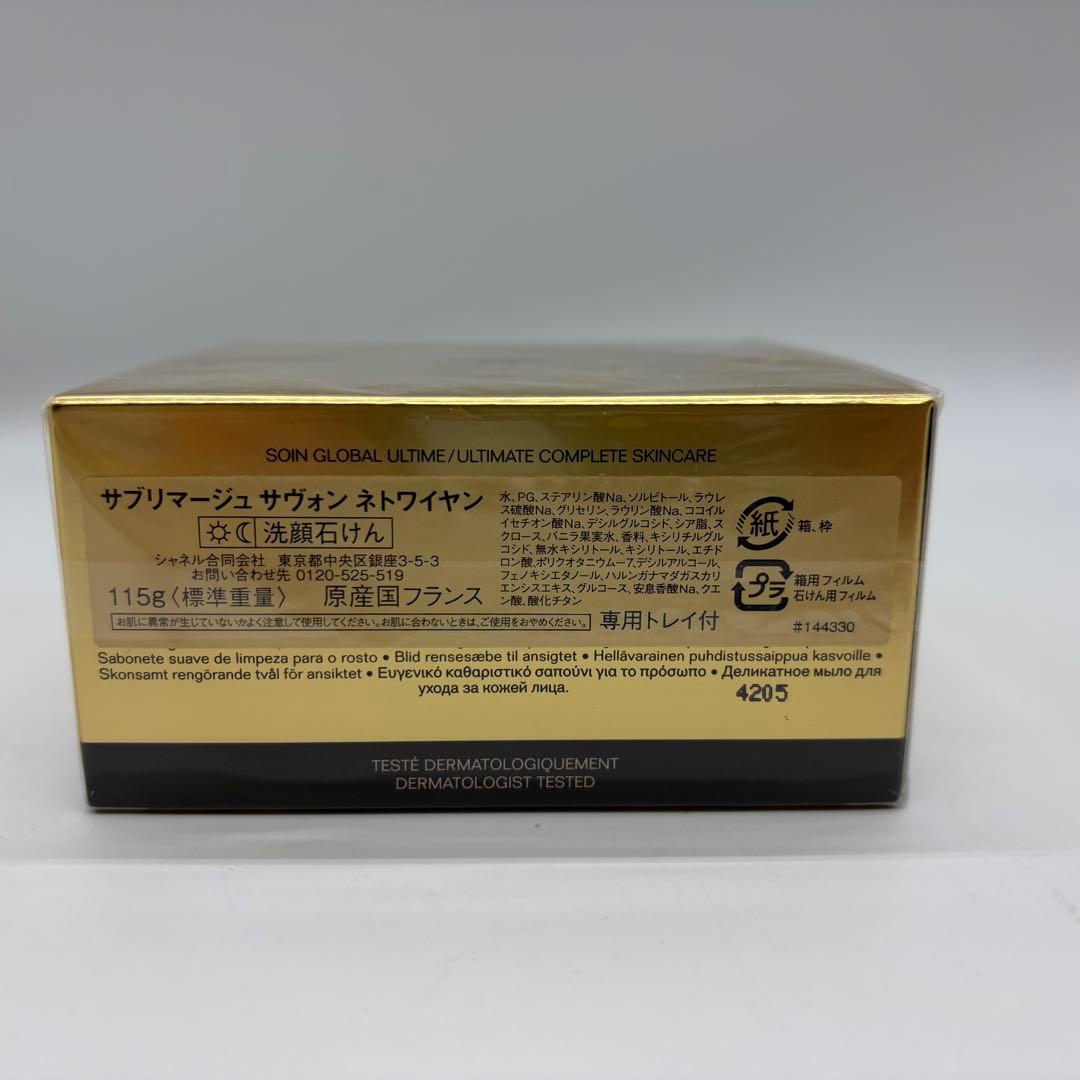 SOIN GLOBAL ULTIME/ULTIMATE COMPLETE SKINCARE
サブリマージュ サヴォン ネトワイヤン
洗顔石けん
シャネル合同会社 東京都中央区銀座3-5-3
お問い合わせ先 0120-525-519
115g〈標準重量〉 原産国フランス
お肌に異常が生じていないかよく注意して使用してください。お肌に合わないときは、ご使用をおやめください。
専用トレイ付
水、PG、ステアリン酸Na、ソルビトール、ラウレ
ス硫酸Na、グリセリン、ラウリン酸Na、ココイル
イセチオン酸Na、デシルグルコシド、シア脂、ス
クロース、バニラ果実水、香料、キシリチルグル
コシド、無水キシリトール、キシリトール、エチド
ロン酸、ポリクオタニウム-7、デシルアルコール、
フェノキシエタノール、ハルンガナマダガスカリ
エンシスエキス、グルコース、安息香酸Na、クエ
ン酸、酸化チタン
紙 箱、枠
プラ 箱用フィルム
石けん用フィルム
#144330
Sabonete suave de limpeza para o rosto • Blid rensesæbe til ansigtet • Hellävarainen puhdistussaippua kasvoille •
Skonsamt rengörande tvål för ansiktet • Ευγενικό καθαριστικό σαπούνι για το πρόσωπο • Деликатное мыло для
ухода за кожей лица.
4205
TESTÉ DERMATOLOGIQUEMENT
DERMATOLOGIST TESTED